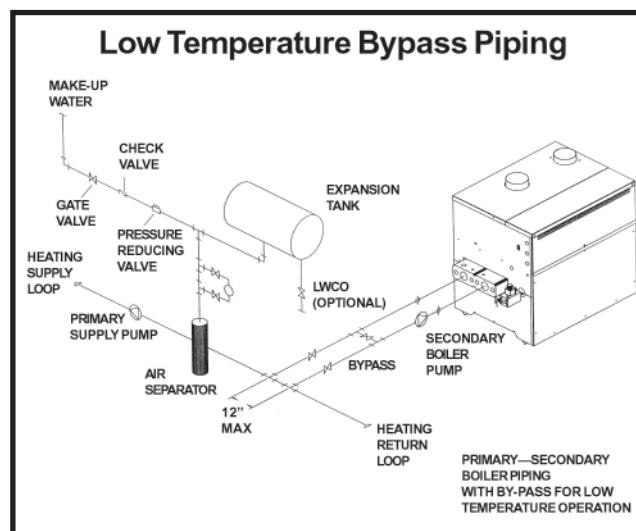 Low Temperature Bypass Piping
MAKE-UP
WATER
CHECK
VALVE
GATE
VALVE
PRESSURE
REDUCING
VALVE
EXPANSION
TANK
HEATING
SUPPLY
LOOP
LWCO
(OPTIONAL)
PRIMARY
SUPPLY PUMP
SECONDARY
BOILER
PUMP
BYPASS
AIR
SEPARATOR
12”
MAX
HEATING
RETURN
LOOP
PRIMARY—SECONDARY
BOILER PIPING
WITH BY-PASS FOR LOW
TEMPERATURE OPERATION